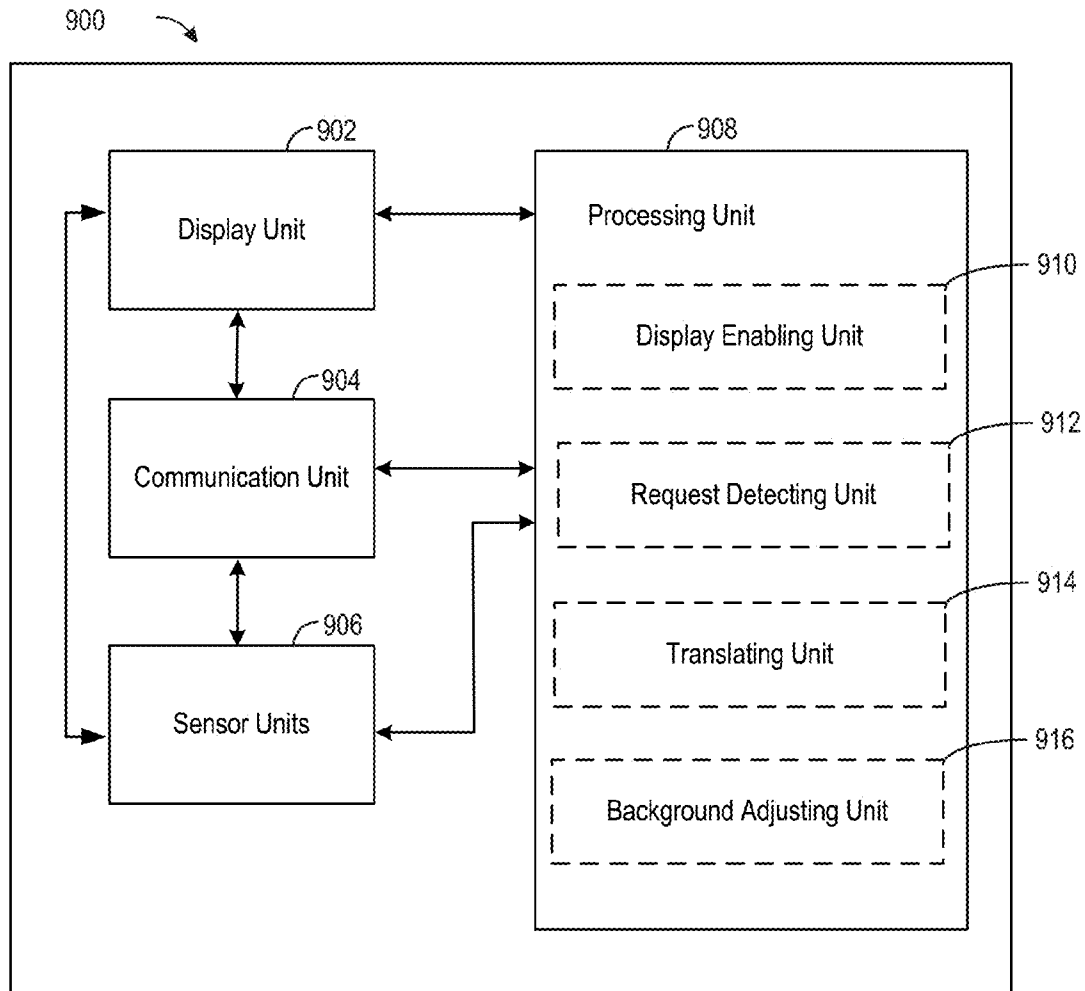 900
902
Display Unit
904
Communication Unit
906
Sensor Units
908
Processing Unit
910
Display Enabling Unit
912
Request Detecting Unit
914
Translating Unit
916
Background Adjusting Unit